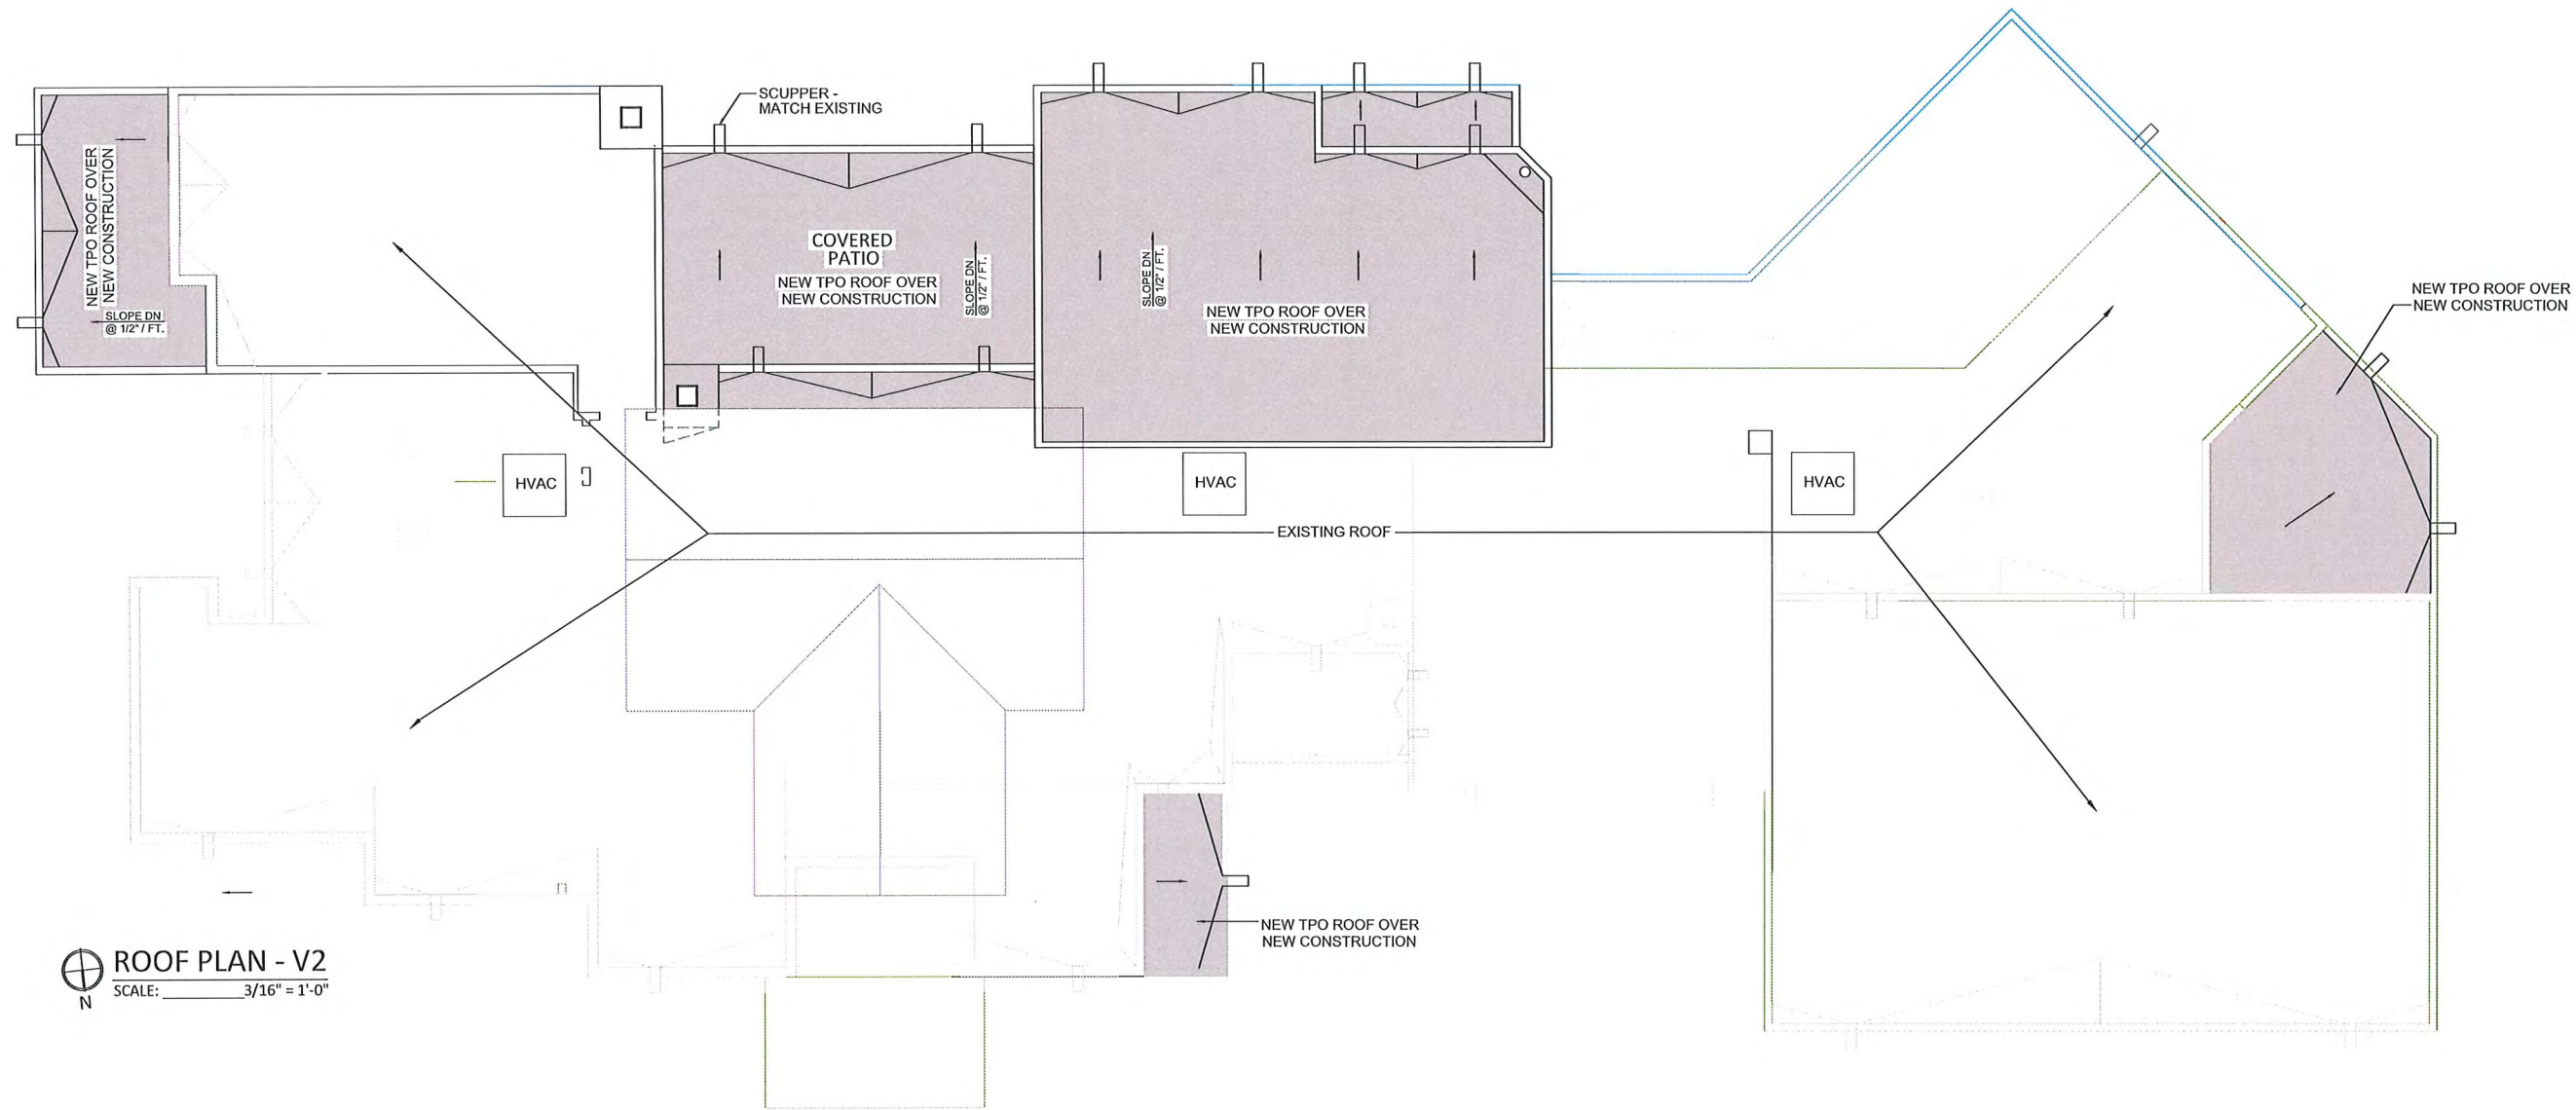 SCUPPER -
MATCH EXISTING
NEW TPO ROOF OVER
NEW CONSTRUCTION
SLOPE DN
@ 1/2" / FT.
COVERED
PATIO
NEW TPO ROOF OVER
NEW CONSTRUCTION
SLOPE DN
@ 1/2" / FT.
SLOPE DN
@ 1/2" / FT.
NEW TPO ROOF OVER
NEW CONSTRUCTION
NEW TPO ROOF OVER
NEW CONSTRUCTION
HVAC
HVAC
HVAC
EXISTING ROOF
NEW TPO ROOF OVER
NEW CONSTRUCTION
ROOF PLAN - V2
SCALE: 3/16" = 1'-0"
N